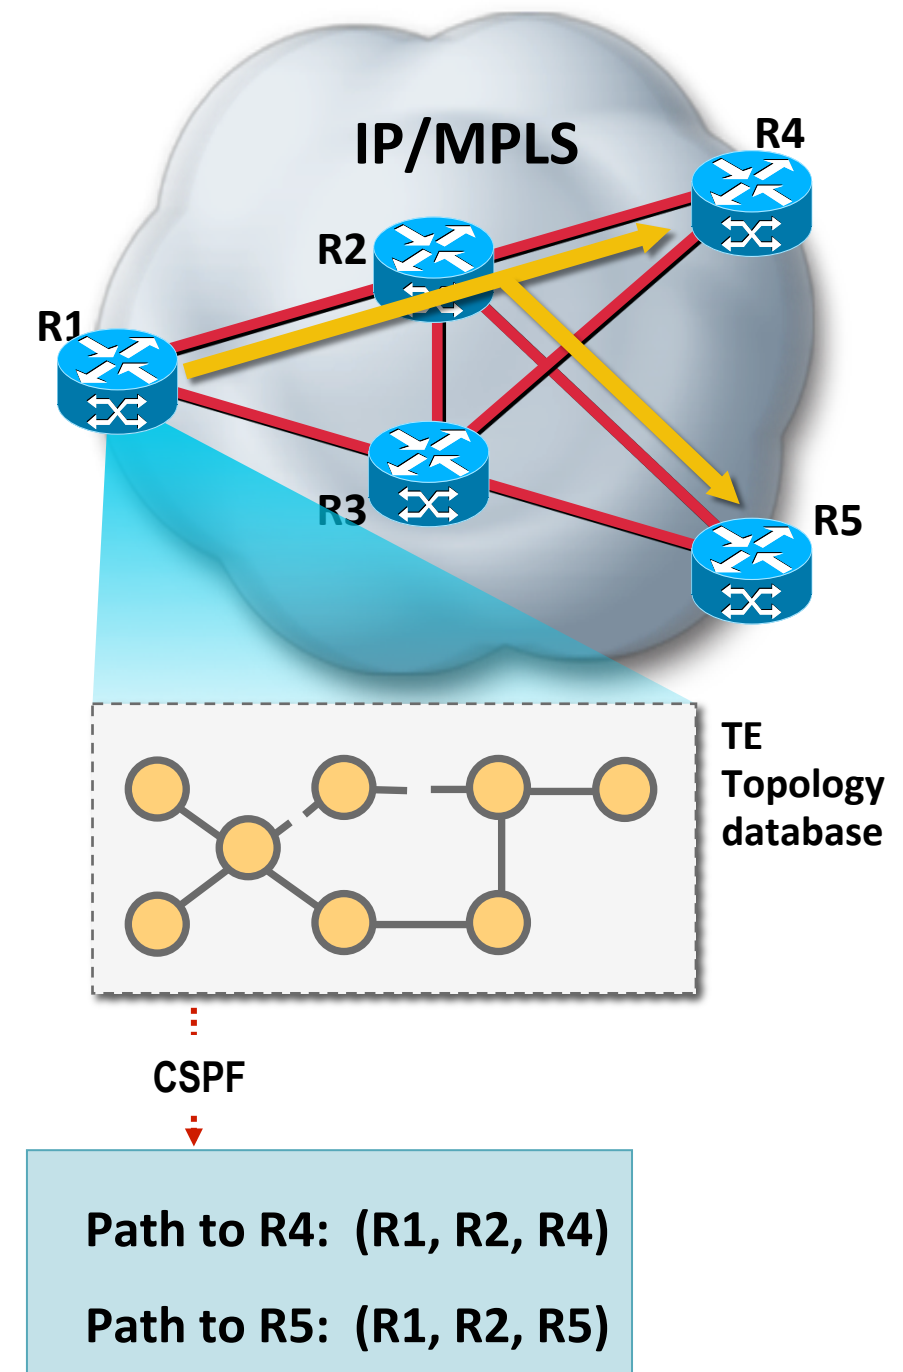 IP/MPLS
R4
R2
R1
R3
R5
TE
Topology
database
CSPF
Path to R4: (R1, R2, R4)
Path to R5: (R1, R2, R5)